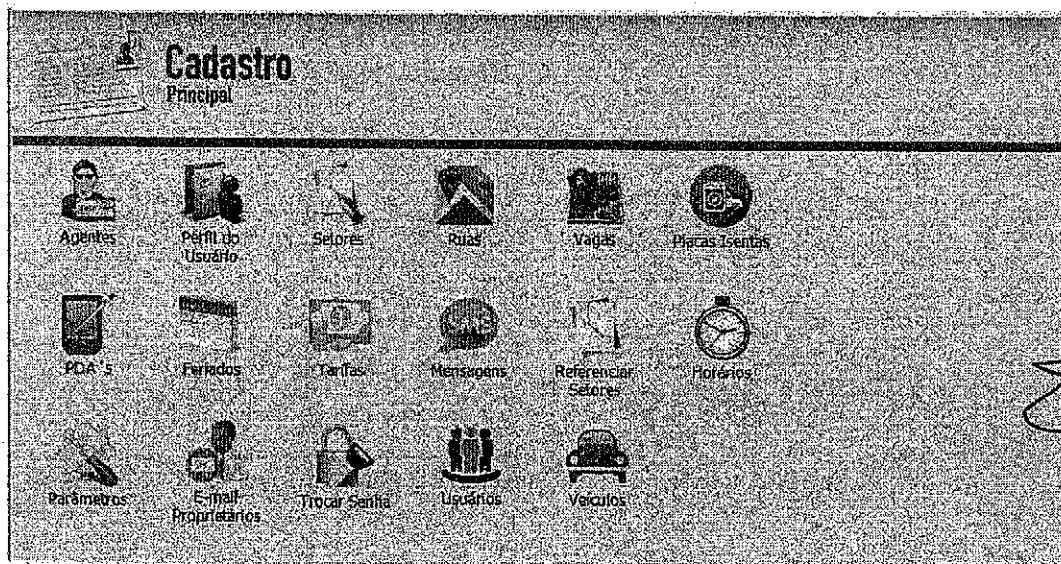 Cadastro
Principal
Agentes
Perfil do
Usuário
Setores
Ruas
Vagas
Placas Isentas
PDA´s
Feriados
Tarifas
Mensagens
Referenciar
Setores
Horários
Parâmetros
E-mail
Proprietários
Trocar Senha
Usuários
Veículos